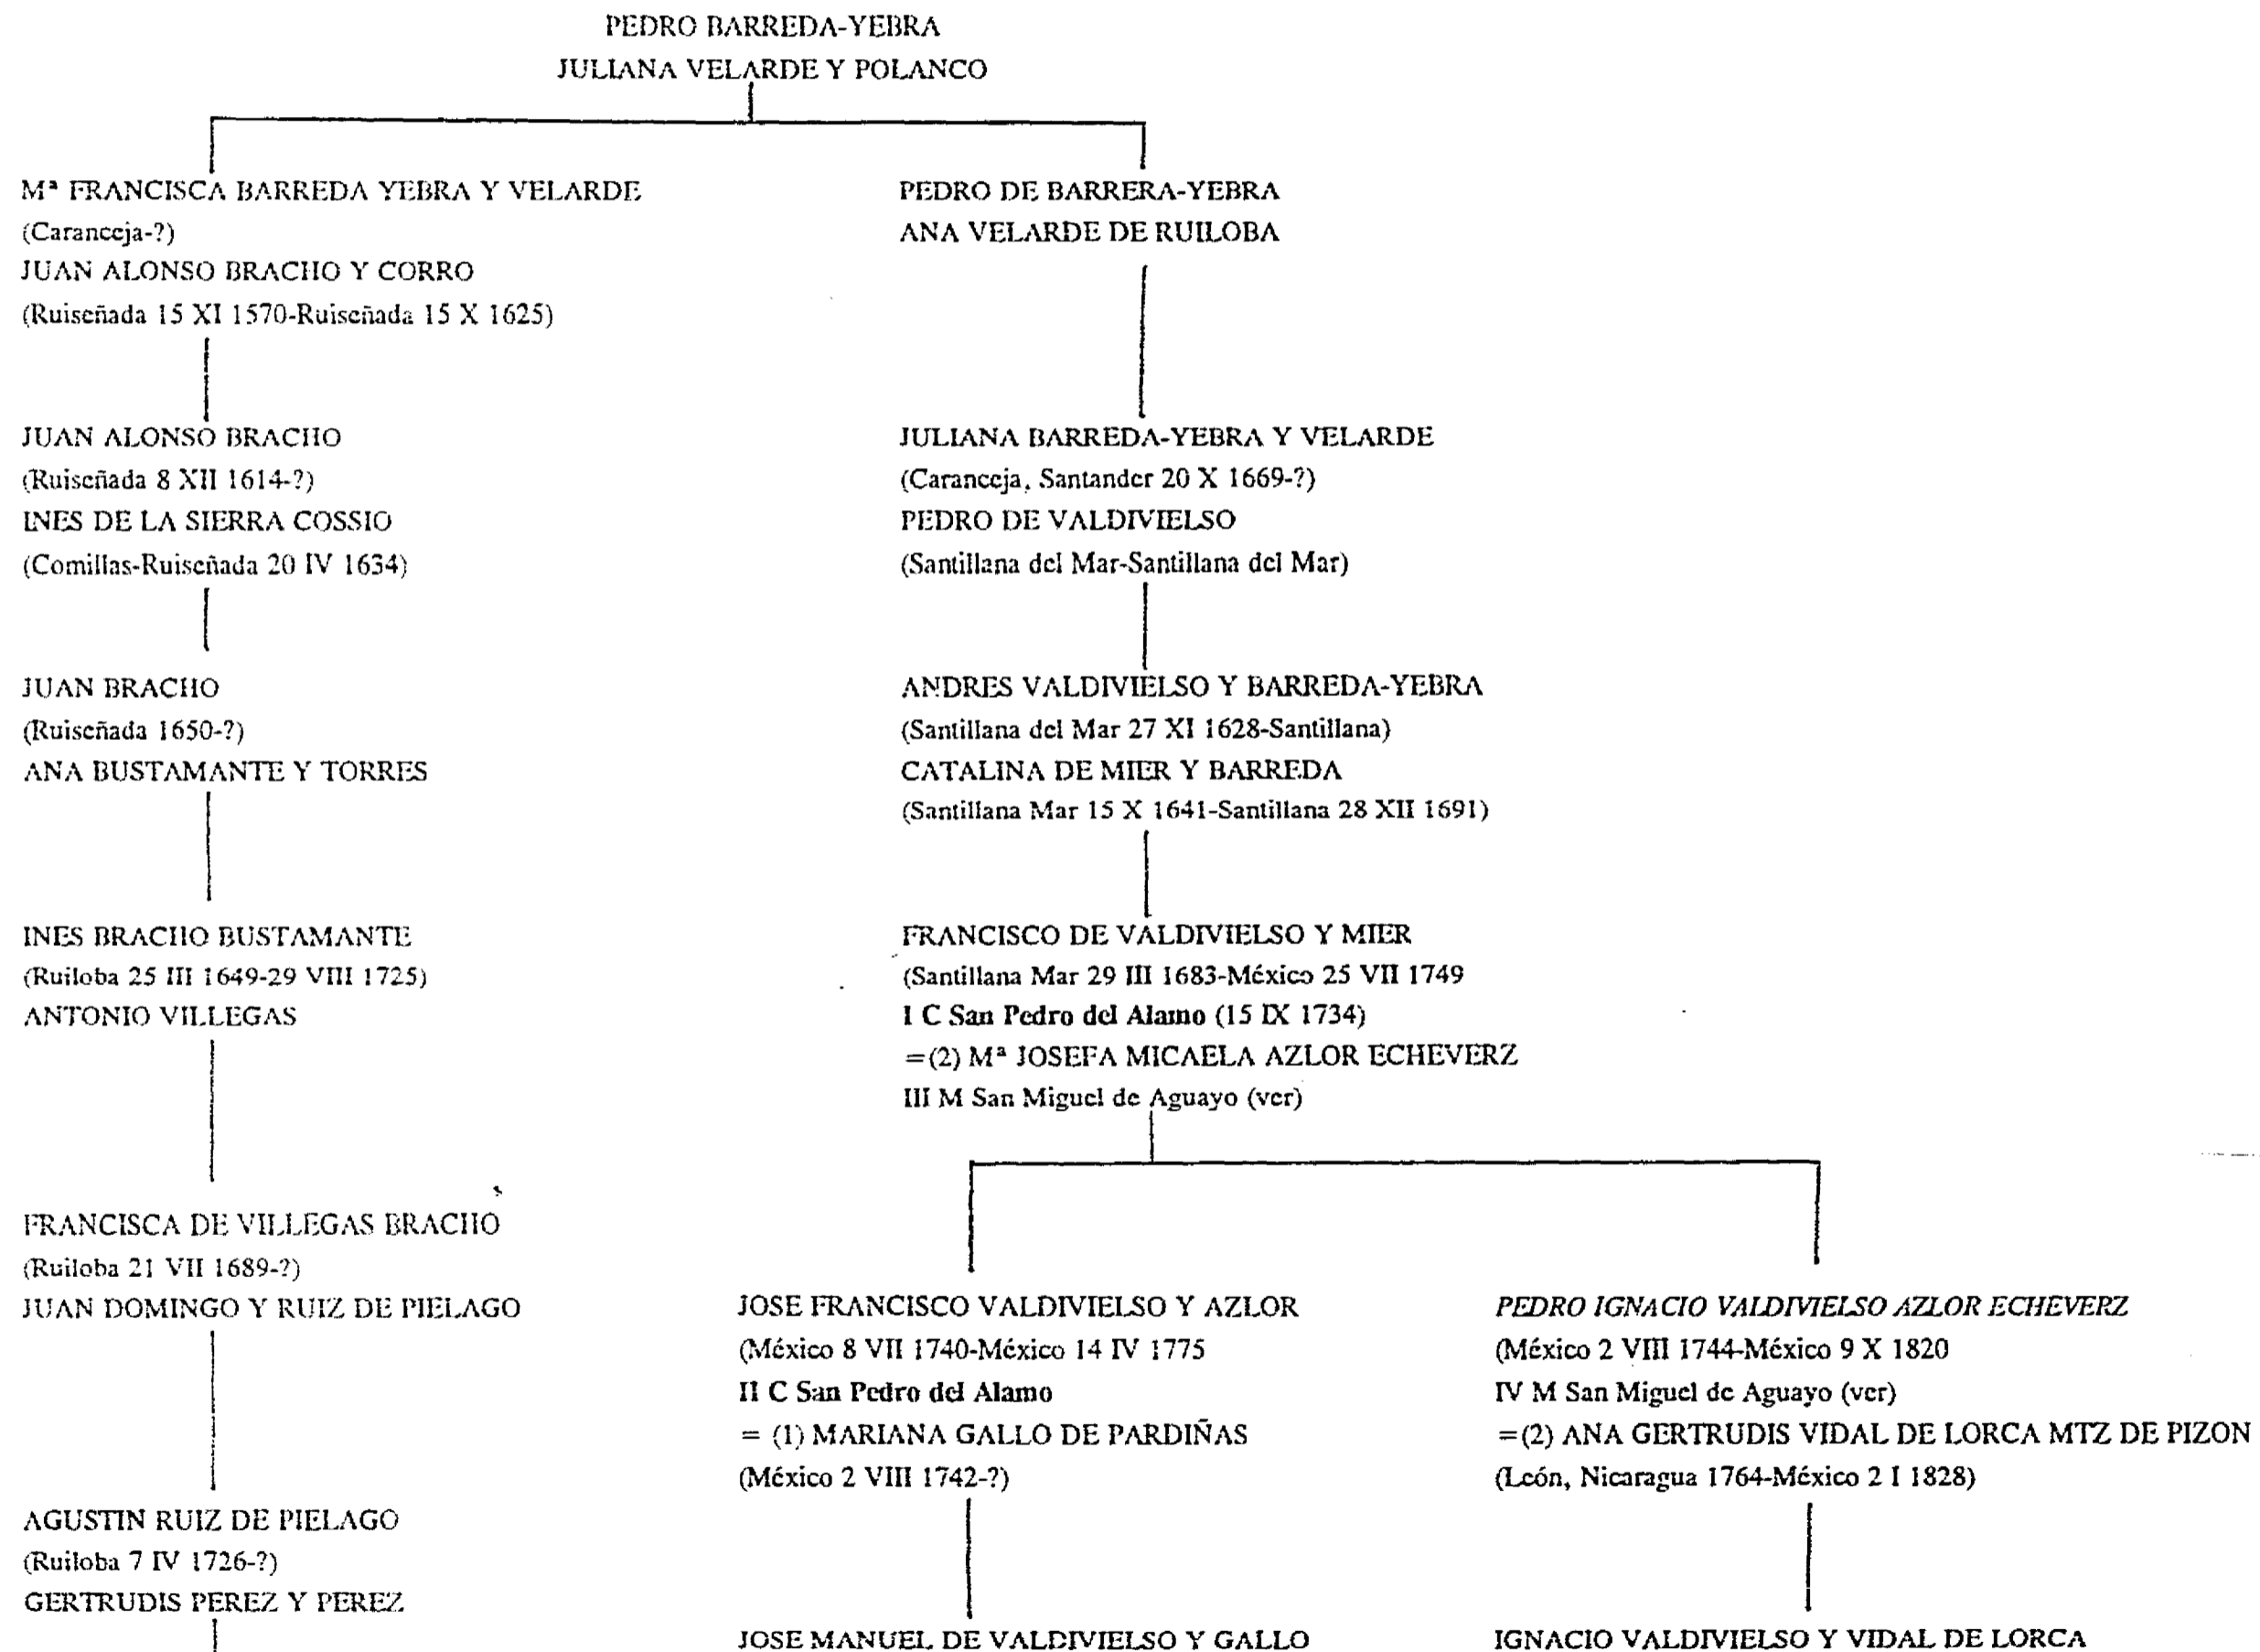 PEDRO BARREDA-YEBRA
JULIANA VELARDE Y POLANCO
Mª FRANCISCA BARREDA YEBRA Y VELARDE
(Caranceja-?)
JUAN ALONSO BRACHO Y CORRO
(Ruiseñada 15 XI 1570-Ruiseñada 15 X 1625)
JUAN ALONSO BRACHO
(Ruiseñada 8 XII 1614-?)
INES DE LA SIERRA COSSIO
(Comillas-Ruiseñada 20 IV 1634)
JUAN BRACHO
(Ruiseñada 1650-?)
ANA BUSTAMANTE Y TORRES
INES BRACHO BUSTAMANTE
(Ruiloba 25 III 1649-29 VIII 1725)
ANTONIO VILLEGAS
FRANCISCA DE VILLEGAS BRACHO
(Ruiloba 21 VII 1689-?)
JUAN DOMINGO Y RUIZ DE PIELAGO
AGUSTIN RUIZ DE PIELAGO
(Ruiloba 7 IV 1726-?)
GERTRUDIS PEREZ Y PEREZ
PEDRO DE BARRERA-YEBRA
ANA VELARDE DE RUILOBA
JULIANA BARREDA-YEBRA Y VELARDE
(Caranceja, Santander 20 X 1669-?)
PEDRO DE VALDIVIELSO
(Santillana del Mar-Santillana del Mar)
ANDRES VALDIVIELSO Y BARREDA-YEBRA
(Santillana del Mar 27 XI 1628-Santillana)
CATALINA DE MIER Y BARREDA
(Santillana Mar 15 X 1641-Santillana 28 XII 1691)
FRANCISCO DE VALDIVIELSO Y MIER
(Santillana Mar 29 III 1683-México 25 VII 1749
I C San Pedro del Alamo (15 IX 1734)
=(2) Mª JOSEFA MICAELA AZLOR ECHEVERZ
III M San Miguel de Aguayo (ver)
JOSE FRANCISCO VALDIVIELSO Y AZLOR
(México 8 VII 1740-México 14 IV 1775
II C San Pedro del Alamo
= (1) MARIANA GALLO DE PARDIÑAS
(México 2 VIII 1742-?)
JOSE MANUEL DE VALDIVIELSO Y GALLO
PEDRO IGNACIO VALDIVIELSO AZLOR ECHEVERZ
(México 2 VIII 1744-México 9 X 1820
IV M San Miguel de Aguayo (ver)
=(2) ANA GERTRUDIS VIDAL DE LORCA MTZ DE PIZON
(León, Nicaragua 1764-México 2 I 1828)
IGNACIO VALDIVIELSO Y VIDAL DE LORCA